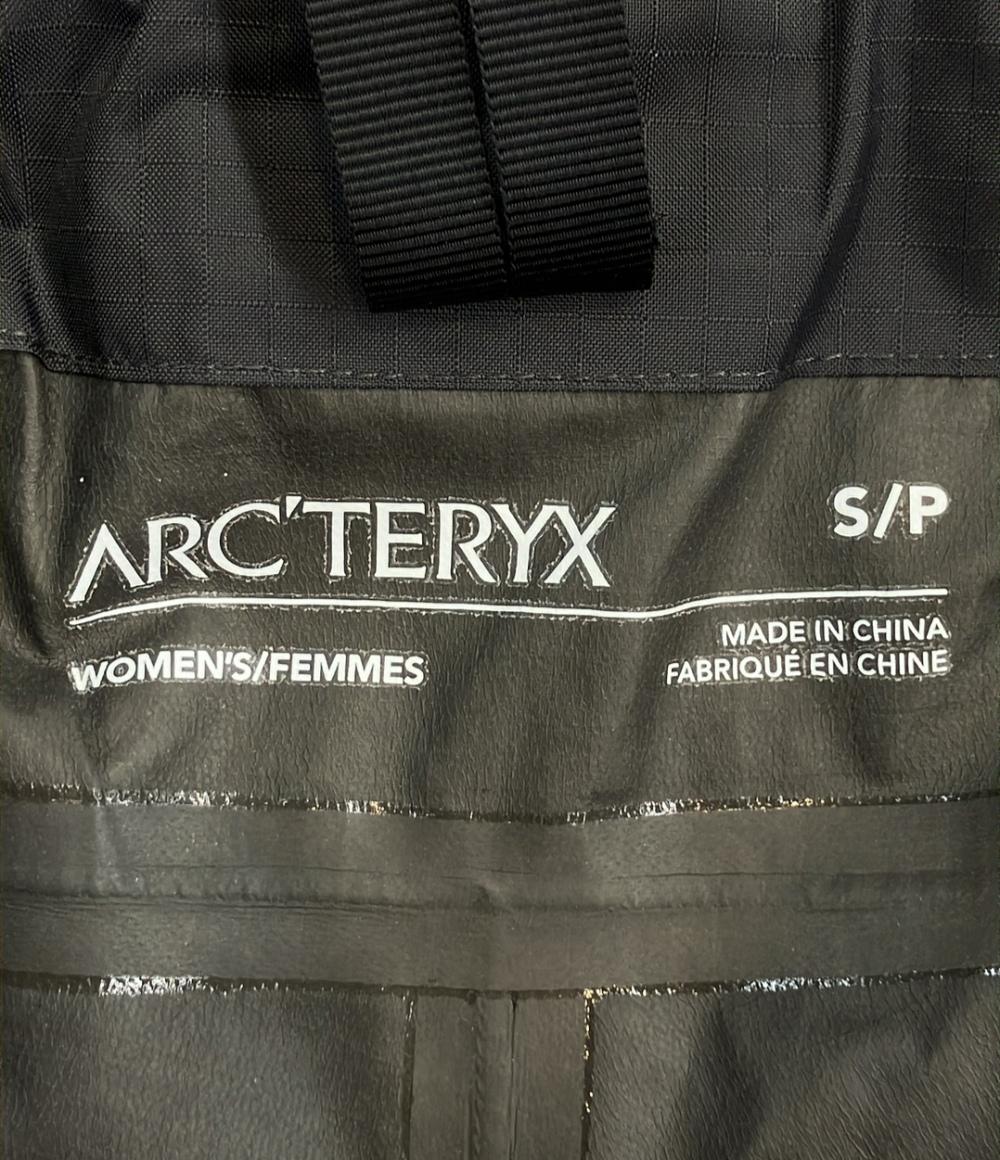 ARC'TERYX
S/P
WOMEN'S/FEMMES
MADE IN CHINA
FABRIQUÉ EN CHINE